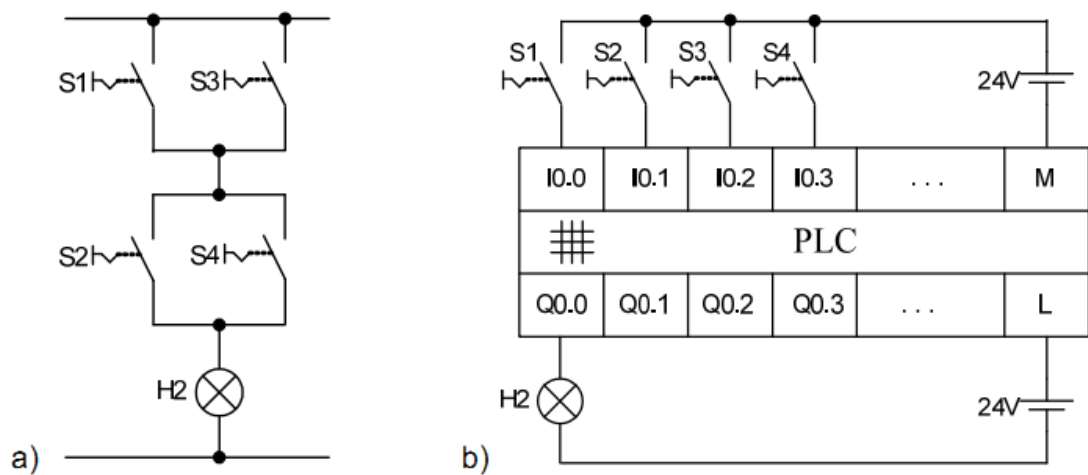 S1 S3
S2 S4
H2
a)
S1 S2 S3 S4
24V
I0.0 I0.1 I0.2 I0.3 . . . M
PLC
Q0.0 Q0.1 Q0.2 Q0.3 . . . L
H2 24V
b)